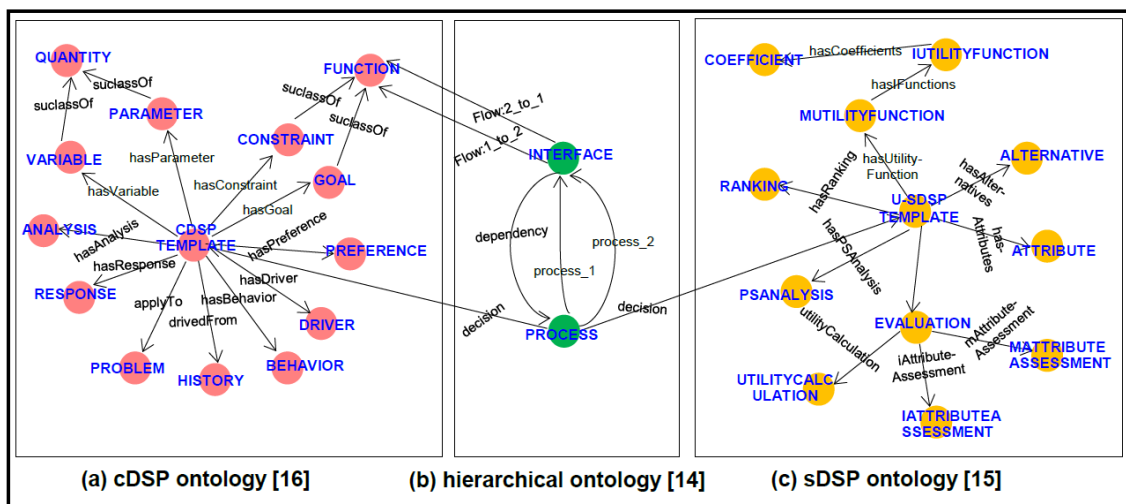 QUANTITY
suclassOf
suclassOf
PARAMETER
VARIABLE
hasParameter
hasVariable
FUNCTION
suclassOf
suclassOf
CONSTRAINT
hasConstraint
GOAL
hasGoal
ANALYSIS
hasAnalysis
CDSP
TEMPLATE
hasPreference
PREFERENCE
hasResponse
RESPONSE
applyTo
hasBehavior
hasDriver
drivedFrom
DRIVER
PROBLEM
HISTORY
BEHAVIOR
(a) cDSP ontology [16]
Flow:2_to_1
Flow:1_to_2
INTERFACE
dependency
process_2
process_1
decision
decision
PROCESS
(b) hierarchical ontology [14]
COEFFICIENT
hasCoefficients
IUTILITYFUNCTION
hasIFunctions
MUTILITYFUNCTION
hasUtility-
Function
ALTERNATIVE
hasAlter-
natives
RANKING
hasRanking
U-SDSP
TEMPLATE
has-
Attributes
ATTRIBUTE
hasPSAnalysis
PSANALYSIS
EVALUATION
utilityCalculation
mAttribute-
Assessment
iAttribute-
Assessment
MATTRIBUTE
ASSESSMENT
UTILITYCALC
ULATION
IATTRIBUTEA
SSESSMENT
(c) sDSP ontology [15]